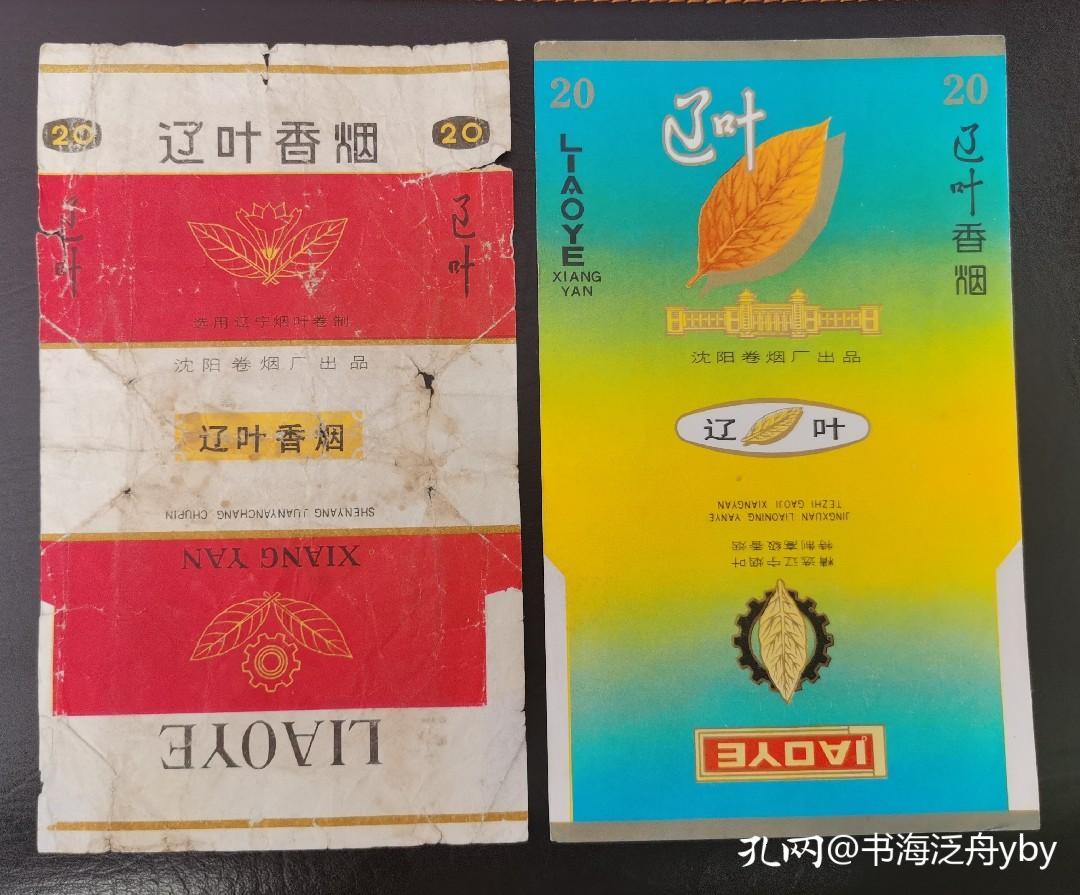 20
辽叶香烟
20
辽叶
辽叶
选用辽宁烟叶卷制
沈阳卷烟厂出品
辽叶香烟
SHENYANG JUANYANCHANG CHUPIN
XIANG YAN
LIAOYE
20
辽叶
20
LIAOYE
XIANG
YAN
辽叶香烟
沈阳卷烟厂出品
辽叶
JINGXUAN LIAONING YANYE
TEZHI GAOJI XIANGYAN
精选辽宁烟叶
特制高级香烟
LIAOYE
孔网@书海泛舟yby